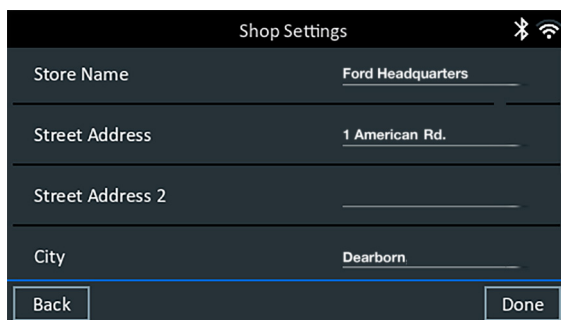 Shop Settings
Store Name Ford Headquarters
Street Address 1 American Rd.
Street Address 2
City Dearborn
Back Done